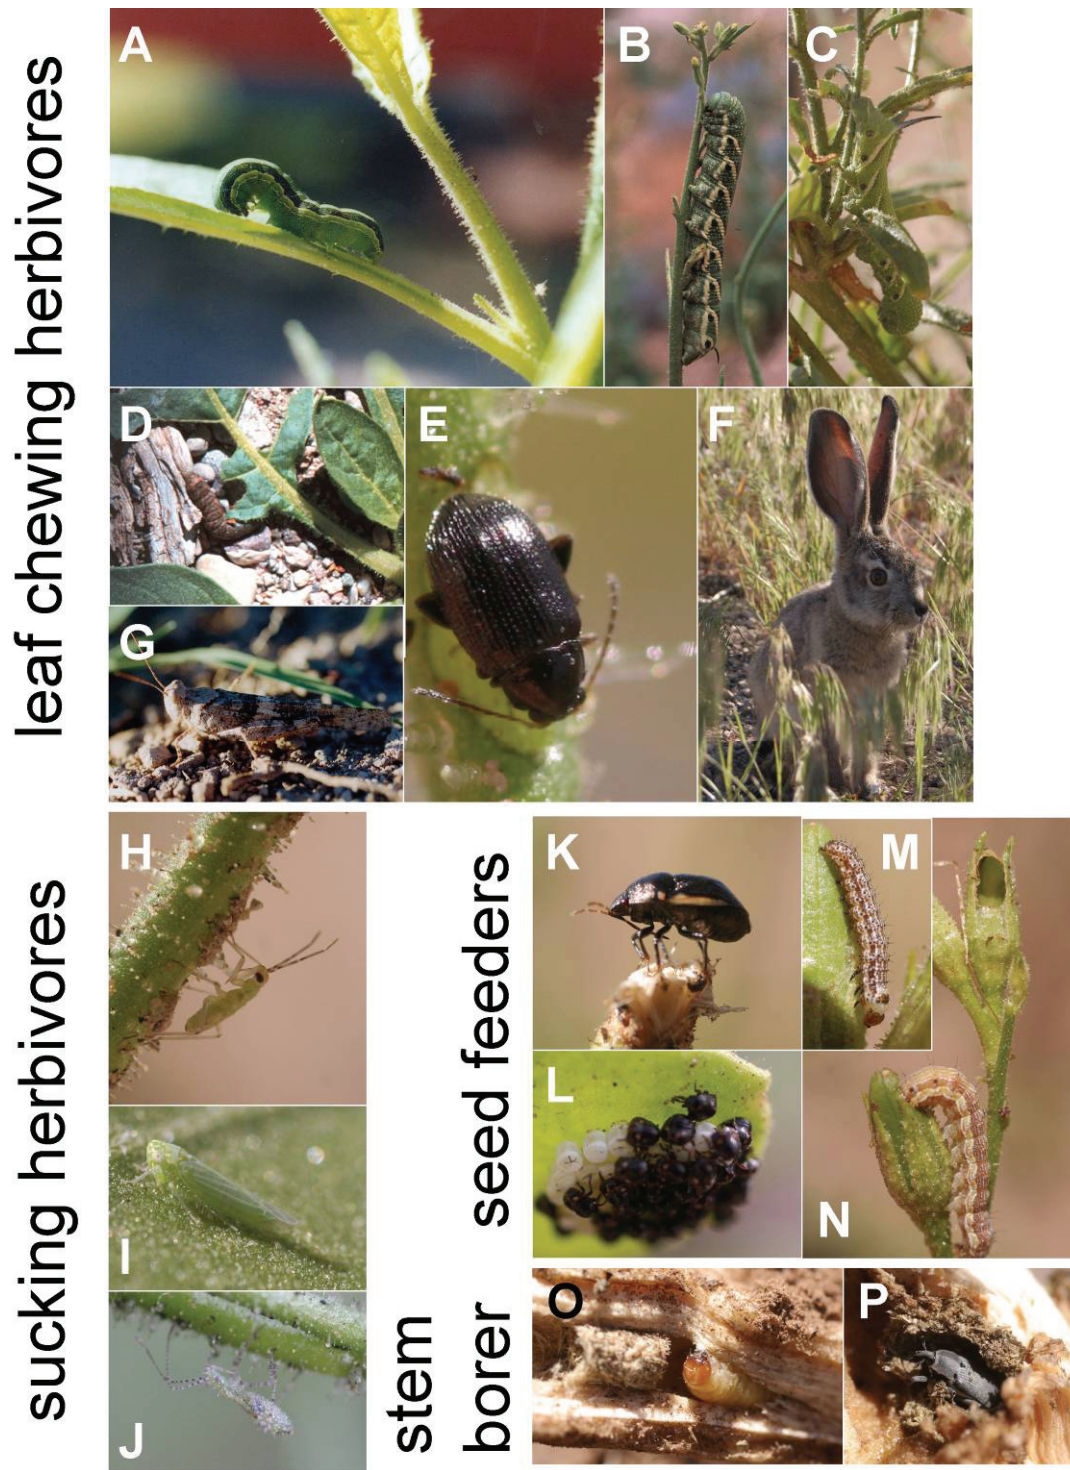 leaf chewing herbivores
A
B
C
D
E
F
G
sucking herbivores
H
I
J
seed feeders
K
L
M
N
stem
borer
O
P